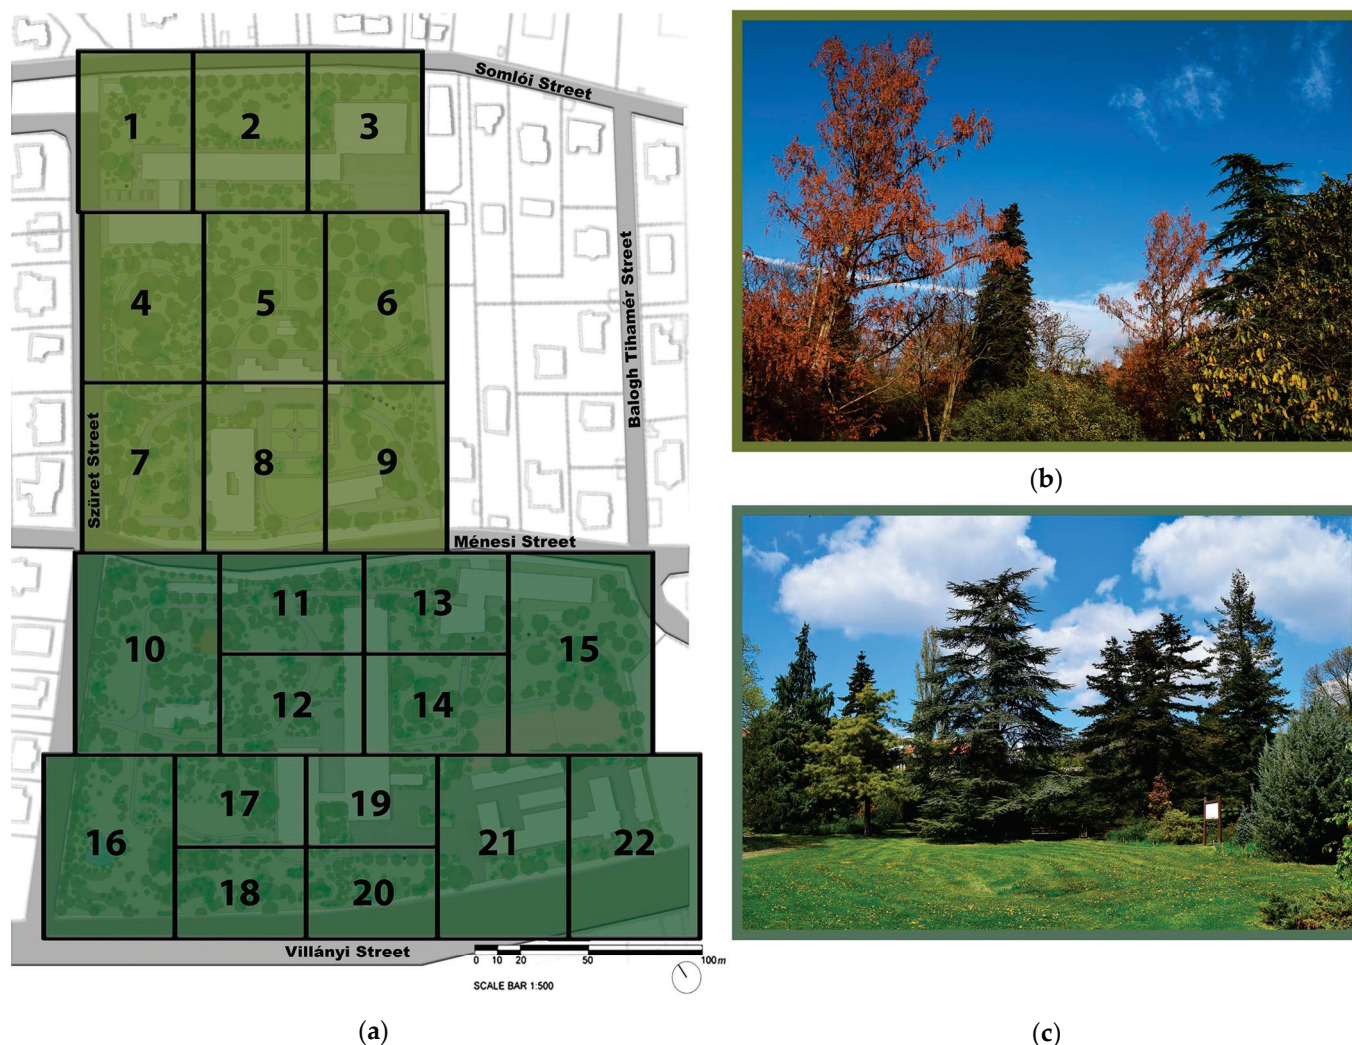 Somlói Street
1 2 3
Balogh Tihamér Street
4 5 6
Szüret Street
7 8 9
Ménesi Street
10 11 13 15
12 14
16 17 19 21 22
18 20
Villányi Street
0 10 20 50 100 m
SCALE BAR 1:500
(a)
(b)
(c)